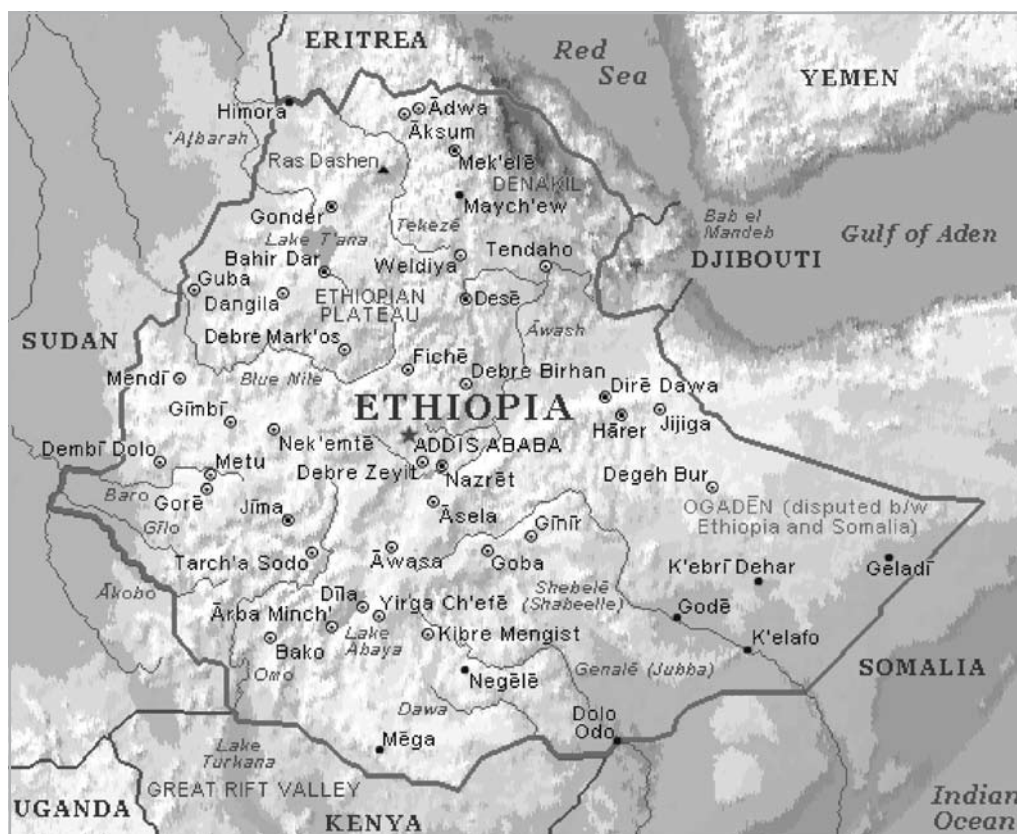 ERITREA
Red
Sea
YEMEN
Himora
Ādwa
Āksum
'Aţbarah
Ras Dashen
Mek'elē
DENAKIL
Maych'ew
Gonder
Tekezē
Bab el
Mandeb
Gulf of Aden
Lake T'ana
Bahir Dar
Weldiya
Tendaho
DJIBOUTI
Guba
Dangila
ETHIOPIAN
PLATEAU
Desē
Āwash
SUDAN
Debre Mark'os
Fichē
Mendī
Blue Nile
Debre Birhan
Dirē Dawa
ETHIOPIA
Gīmbī
Hārer
Jijiga
Nek'emtē
ADDIS ABABA
Dembī Dolo
Metu
Debre Zeyit
Nazrēt
Degeh Bur
Baro
Gorē
Jīma
Āsela
OGADĒN (disputed b/w
Ethiopia and Somalia)
Gīlo
Gīnīr
Tarch'a Sodo
Āwasa
Goba
K'ebrī Dehar
Geladī
Ākobo
Shebelē
(Shabeelle)
Dīla
Yirga Ch'efē
Godē
Ārba Minch'
Lake
Abaya
Kibre Mengist
K'elafo
Bako
Omo
Negēlē
Genalē (Jubba)
SOMALIA
Dawa
Dolo
Odo
Mēga
Lake
Turkana
GREAT RIFT VALLEY
UGANDA
KENYA
Indian
Ocean